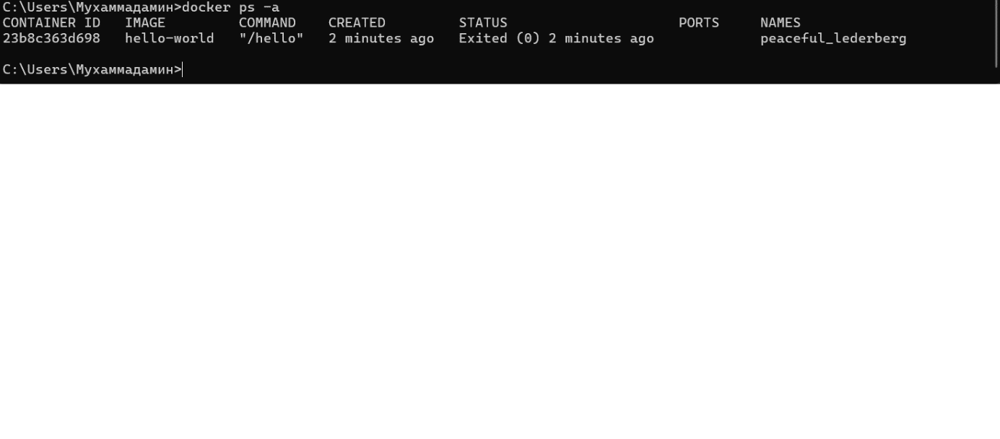 C:\Users\Мухаммадамин>docker ps -a
CONTAINER ID   IMAGE         COMMAND    CREATED         STATUS                     PORTS     NAMES
23b8c363d698   hello-world   "/hello"   2 minutes ago   Exited (0) 2 minutes ago             peaceful_lederberg
C:\Users\Мухаммадамин>